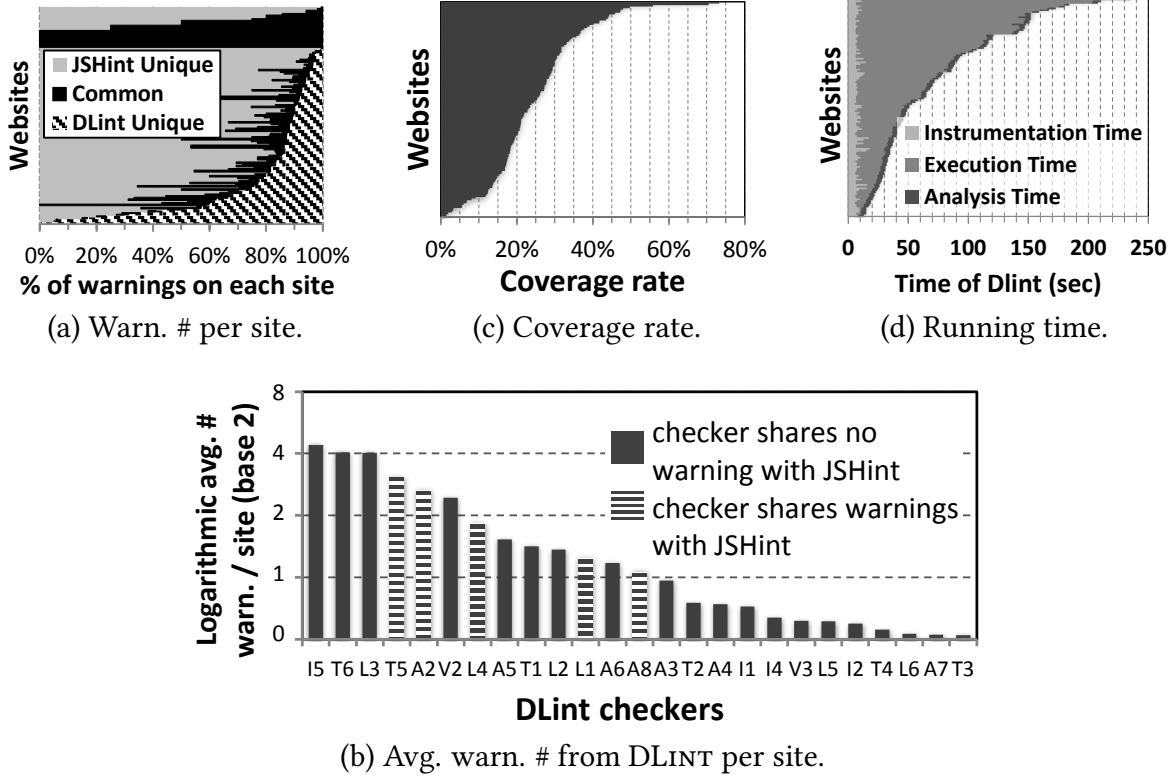 Websites
JSHint Unique
Common
DLint Unique
0% 20% 40% 60% 80% 100%
% of warnings on each site
(a) Warn. # per site.
Websites
0% 20% 40% 60% 80%
Coverage rate
(c) Coverage rate.
Websites
Instrumentation Time
Execution Time
Analysis Time
0 50 100 150 200 250
Time of Dlint (sec)
(d) Running time.
Logarithmic avg. #
warn. / site (base 2)
8
4
2
1
0
checker shares no
warning with JSHint
checker shares warnings
with JSHint
I5 T6 L3 T5 A2 V2 L4 A5 T1 L2 L1 A6 A8 A3 T2 A4 I1 I4 V3 L5 I2 T4 L6 A7 T3
DLint checkers
(b) Avg. warn. # from DLINT per site.